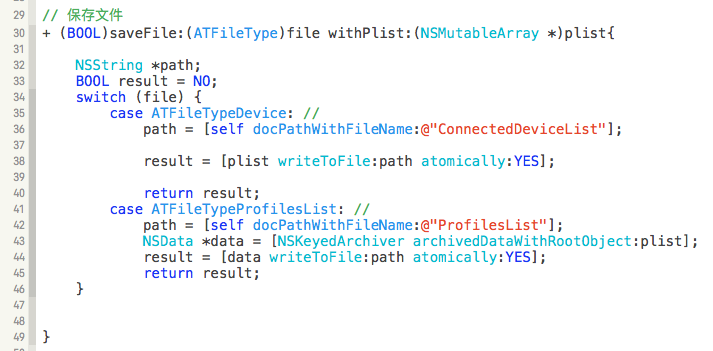 29 // 保存文件
30 + (BOOL)saveFile:(ATFileType)file withPlist:(NSMutableArray *)plist{
31
32     NSString *path;
33     BOOL result = NO;
34     switch (file) {
35         case ATFileTypeDevice: //
36             path = [self docPathWithFileName:@"ConnectedDeviceList"];
37
38             result = [plist writeToFile:path atomically:YES];
39
40             return result;
41         case ATFileTypeProfilesList: //
42             path = [self docPathWithFileName:@"ProfilesList"];
43             NSData *data = [NSKeyedArchiver archivedDataWithRootObject:plist];
44             result = [data writeToFile:path atomically:YES];
45             return result;
46     }
47
48
49 }